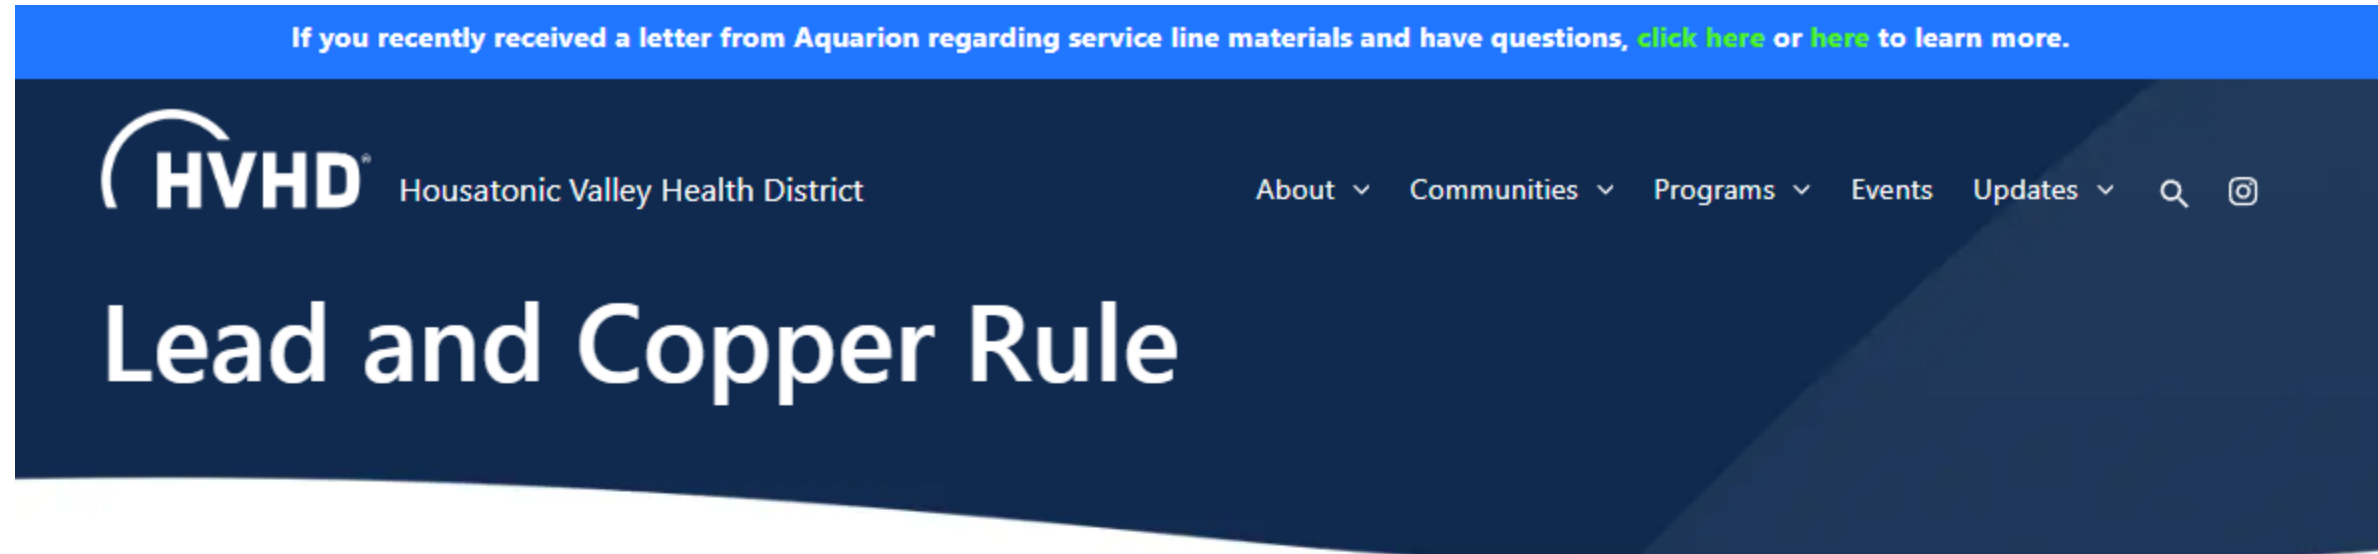 If you recently received a letter from Aquarion regarding service line materials and have questions, click here or here to learn more.
HVHD®
Housatonic Valley Health District
About
Communities
Programs
Events
Updates
Lead and Copper Rule